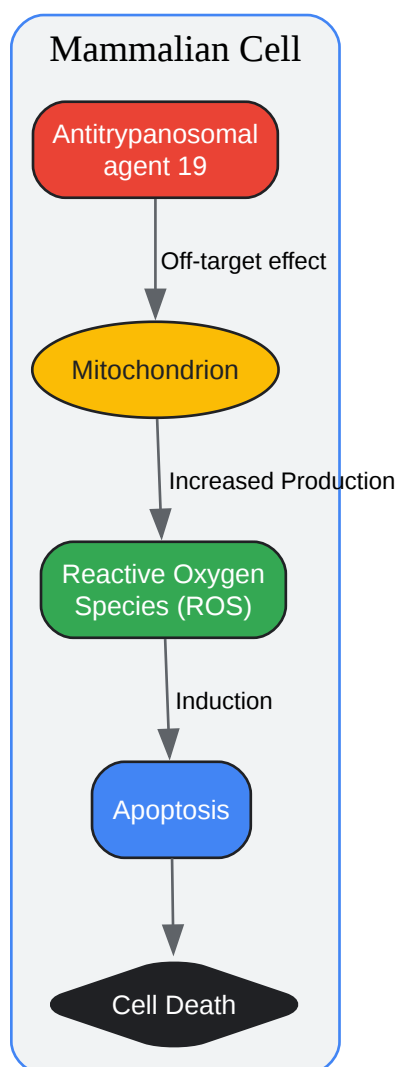 Mammalian Cell
Antitrypanosomal
agent 19
Off-target effect
Mitochondrion
Increased Production
Reactive Oxygen
Species (ROS)
Induction
Apoptosis
Cell Death